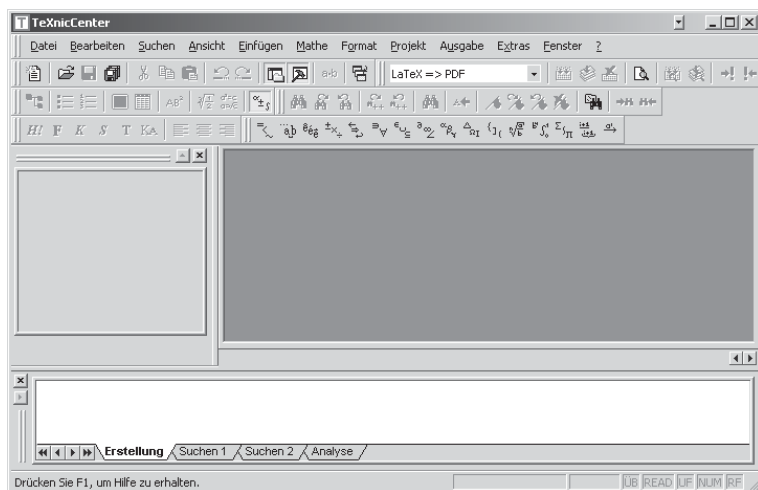 TeXnicCenter
Datei Bearbeiten Suchen Ansicht Einfügen Mathe Format Projekt Ausgabe Extras Fenster ?
LaTeX => PDF
H! F K S T KA
Erstellung Suchen 1 Suchen 2 Analyse
Drücken Sie F1, um Hilfe zu erhalten. ÜB READ UF NUM RF